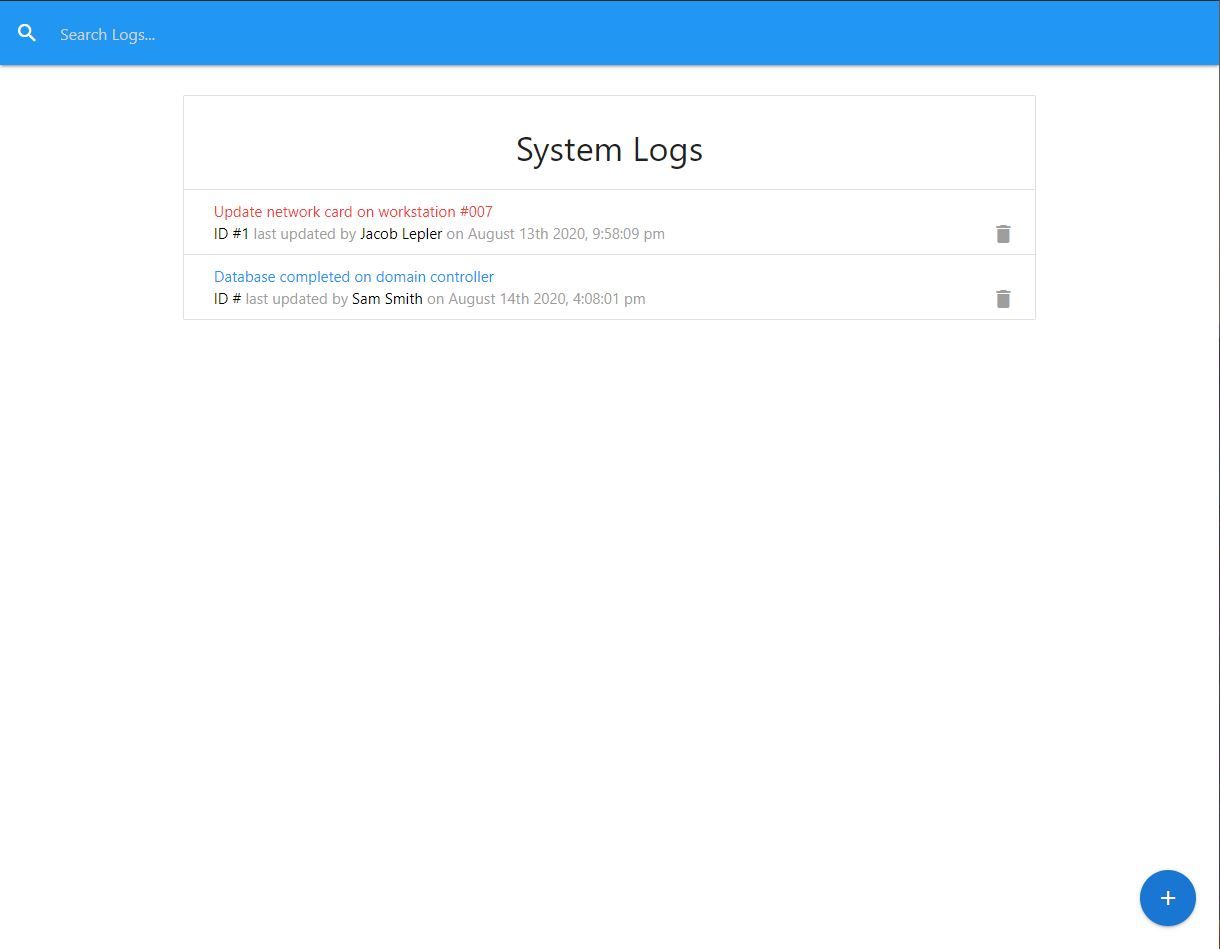 Search Logs...
System Logs
Update network card on workstation #007
ID #1 last updated by Jacob Lepler on August 13th 2020, 9:58:09 pm
Database completed on domain controller
ID # last updated by Sam Smith on August 14th 2020, 4:08:01 pm
+